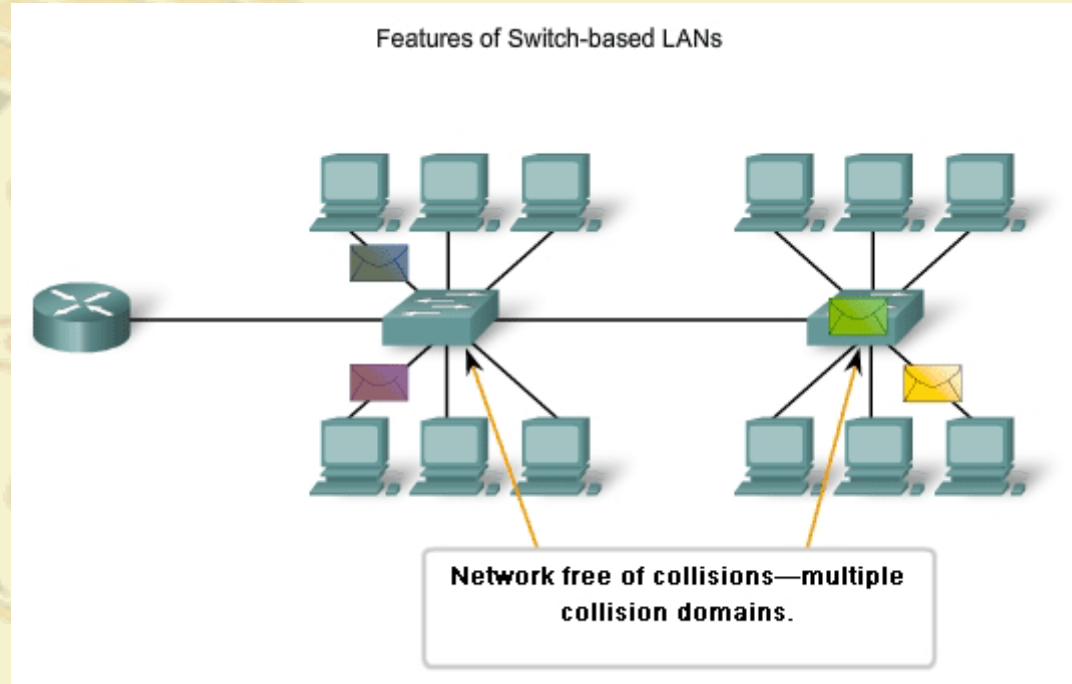 Features of Switch-based LANs
Network free of collisions—multiple
collision domains.